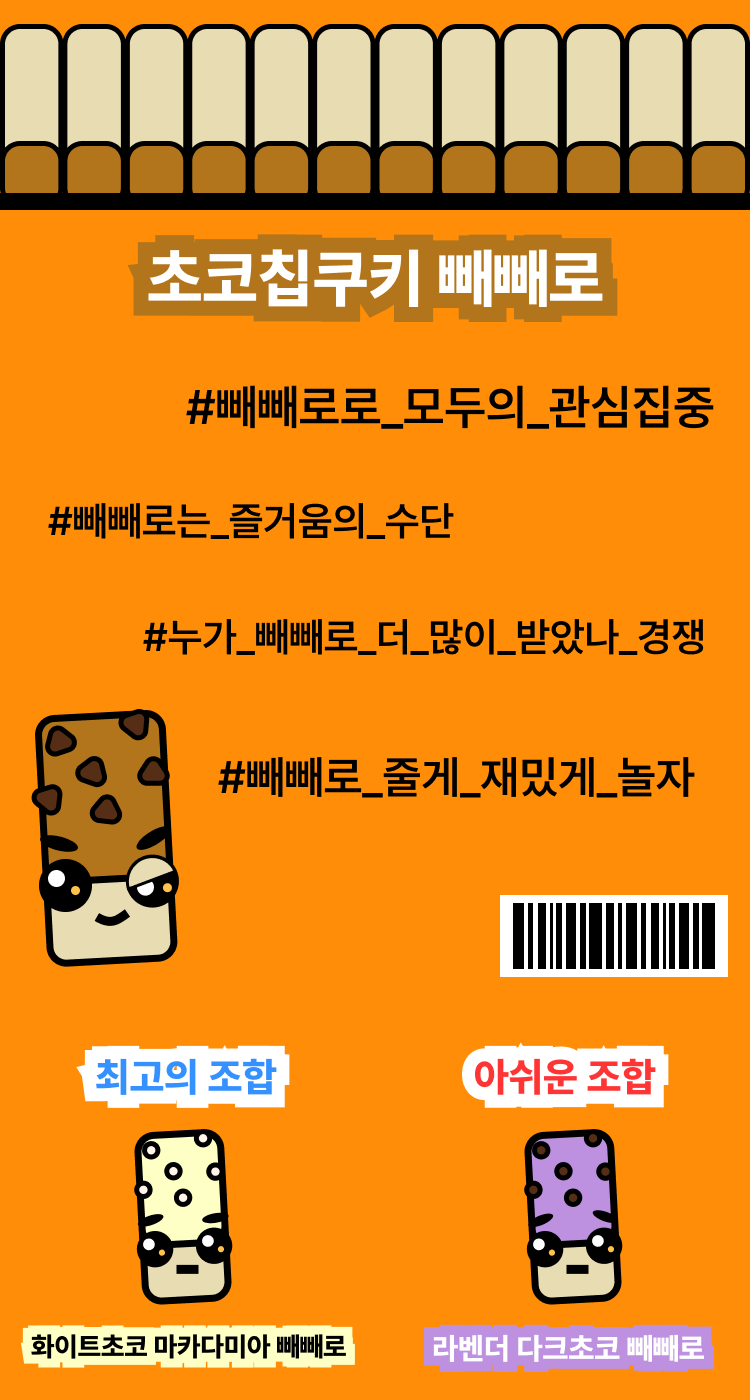 초코칩쿠키 빼빼로
#빼빼로로_모두의_관심집중
#빼빼로는_즐거움의_수단
#누가_빼빼로_더_많이_받았나_경쟁
#빼빼로_줄게_재밌게_놀자
최고의 조합
아쉬운 조합
화이트초코 마카다미아 빼빼로
라벤더 다크초코 빼빼로